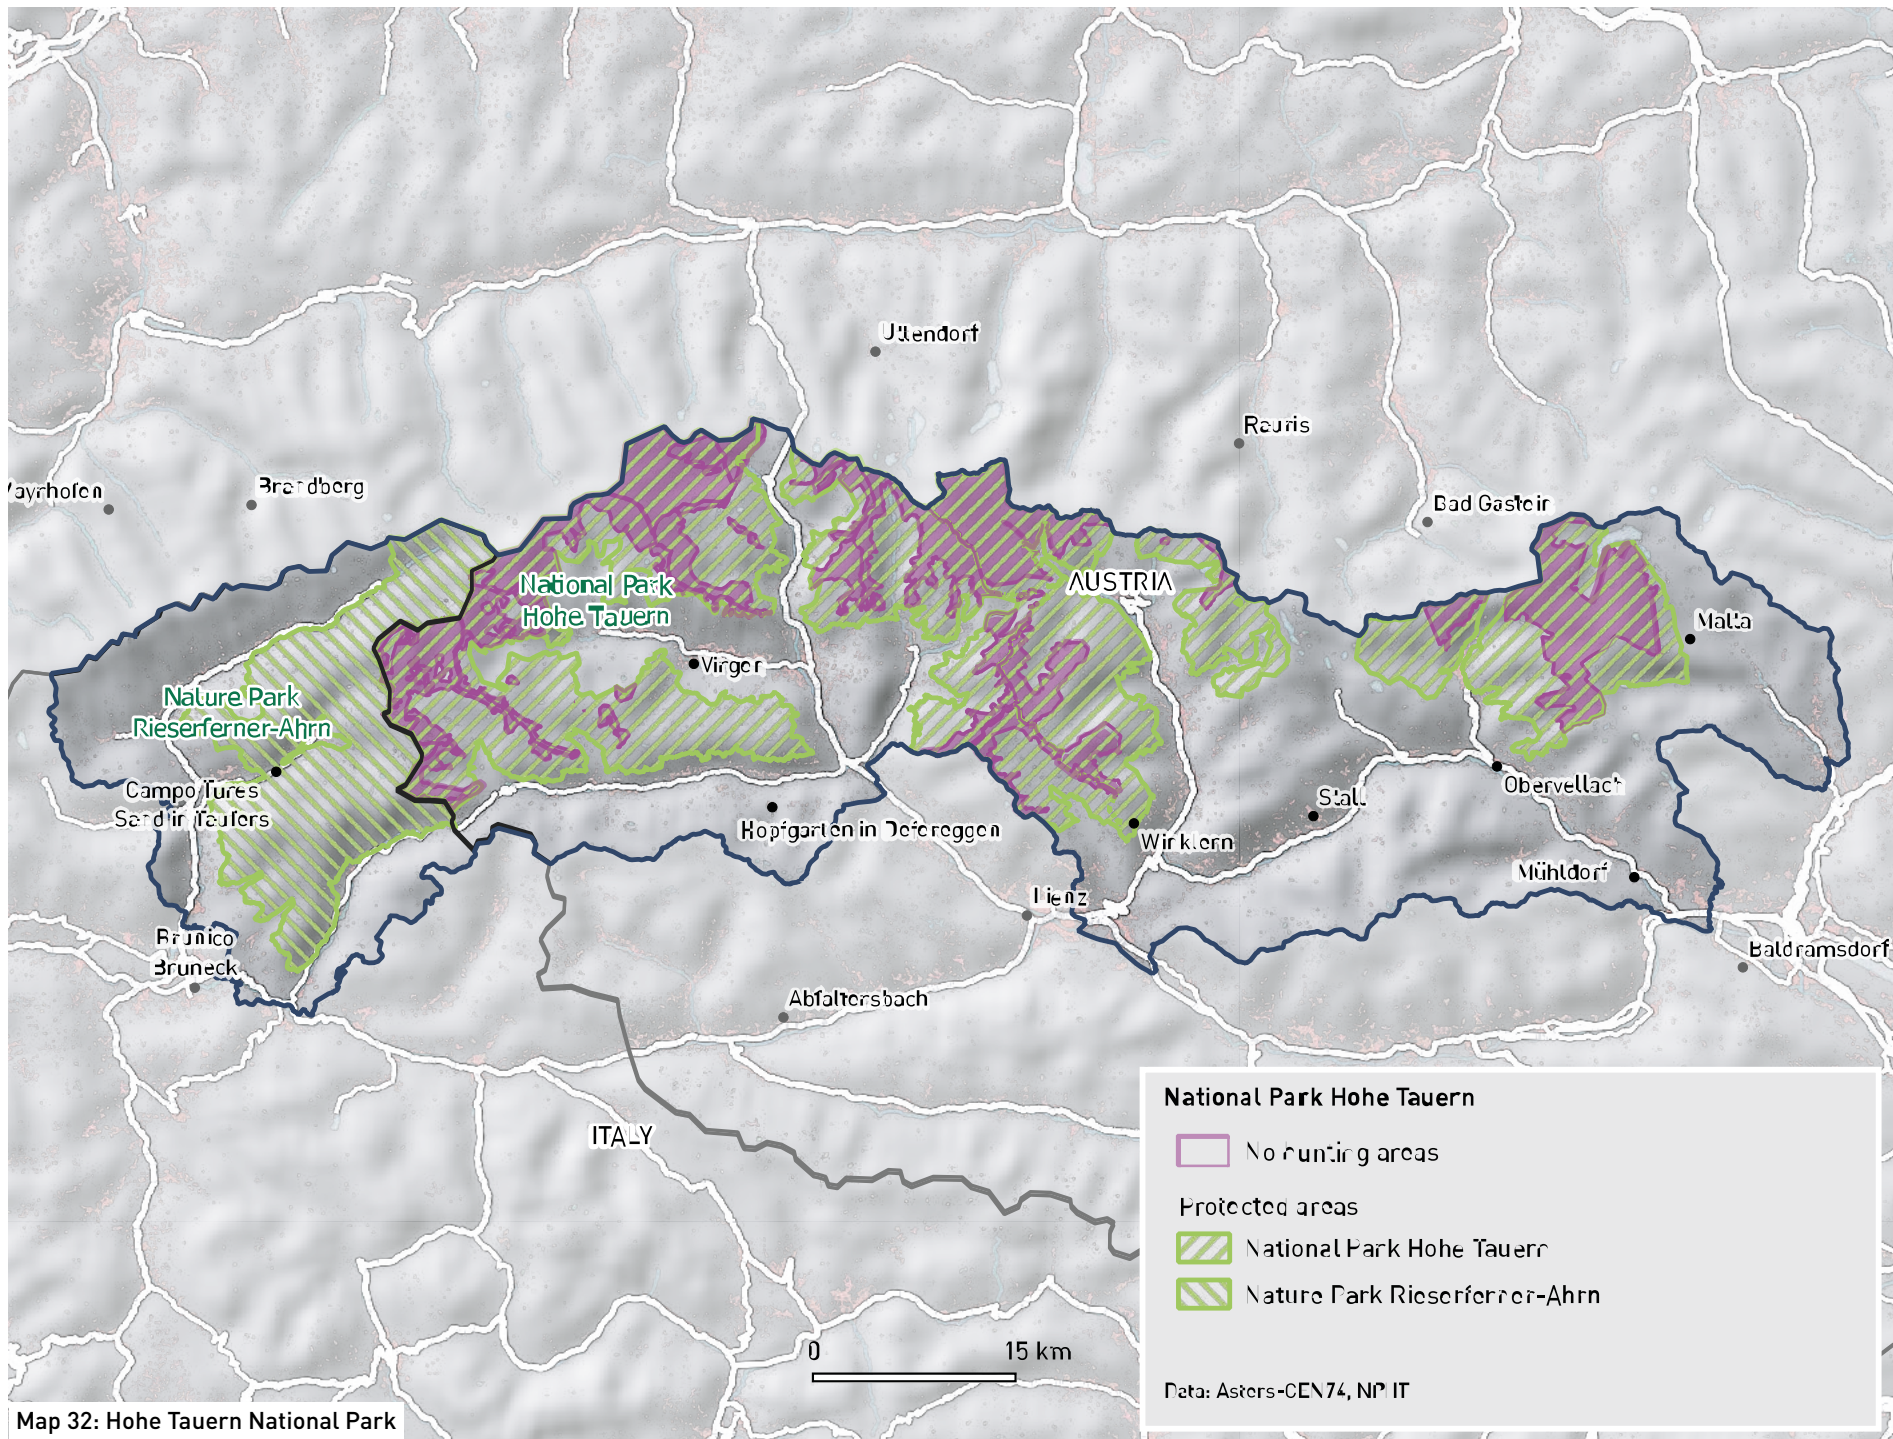 Uttendorf
Rauris
Brandberg
Mayrhofen
Bad Gastein
National Park
Hohe Tauern
AUSTRIA
Malta
Virgen
Nature Park
Rieserferner-Ahrn
Campo Tures
Sand in Taufers
Obervellach
Stall
Hopfgarten in Defereggen
Winklern
Mühldorf
Lienz
Brunico
Bruneck
Baldramsdorf
Abfaltersbach
ITALY
National Park Hohe Tauern
No hunting areas
Protected areas
National Park Hohe Tauern
Nature Park Rieserferner-Ahrn
Data: Asters-CEN74, NPHT
0 15 km
Map 32: Hohe Tauern National Park